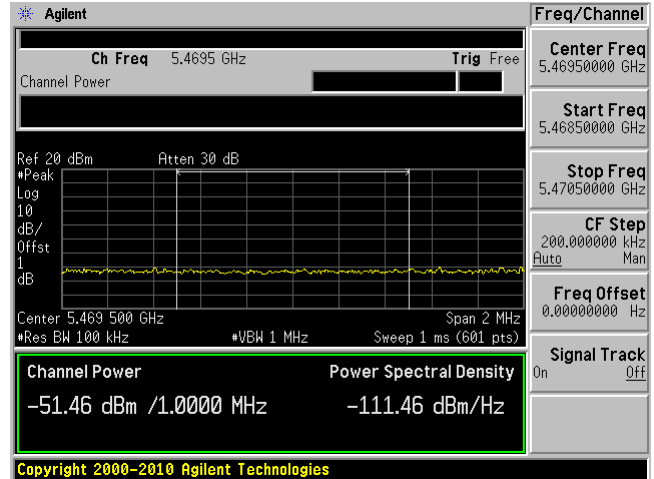 Agilent
Freq/Channel
Ch Freq 5.4695 GHz Trig Free
Channel Power
Ref 20 dBm Atten 30 dB
#Peak
Log
10
dB/
Offst
1
dB
Center 5.469 500 GHz Span 2 MHz
#Res BW 100 kHz #VBW 1 MHz Sweep 1 ms (601 pts)
Channel Power Power Spectral Density
-51.46 dBm /1.0000 MHz -111.46 dBm/Hz
Copyright 2000-2010 Agilent Technologies
Center Freq
5.46950000 GHz
Start Freq
5.46850000 GHz
Stop Freq
5.47050000 GHz
CF Step
200.000000 kHz
Auto Man
Freq Offset
0.00000000 Hz
Signal Track
On Off